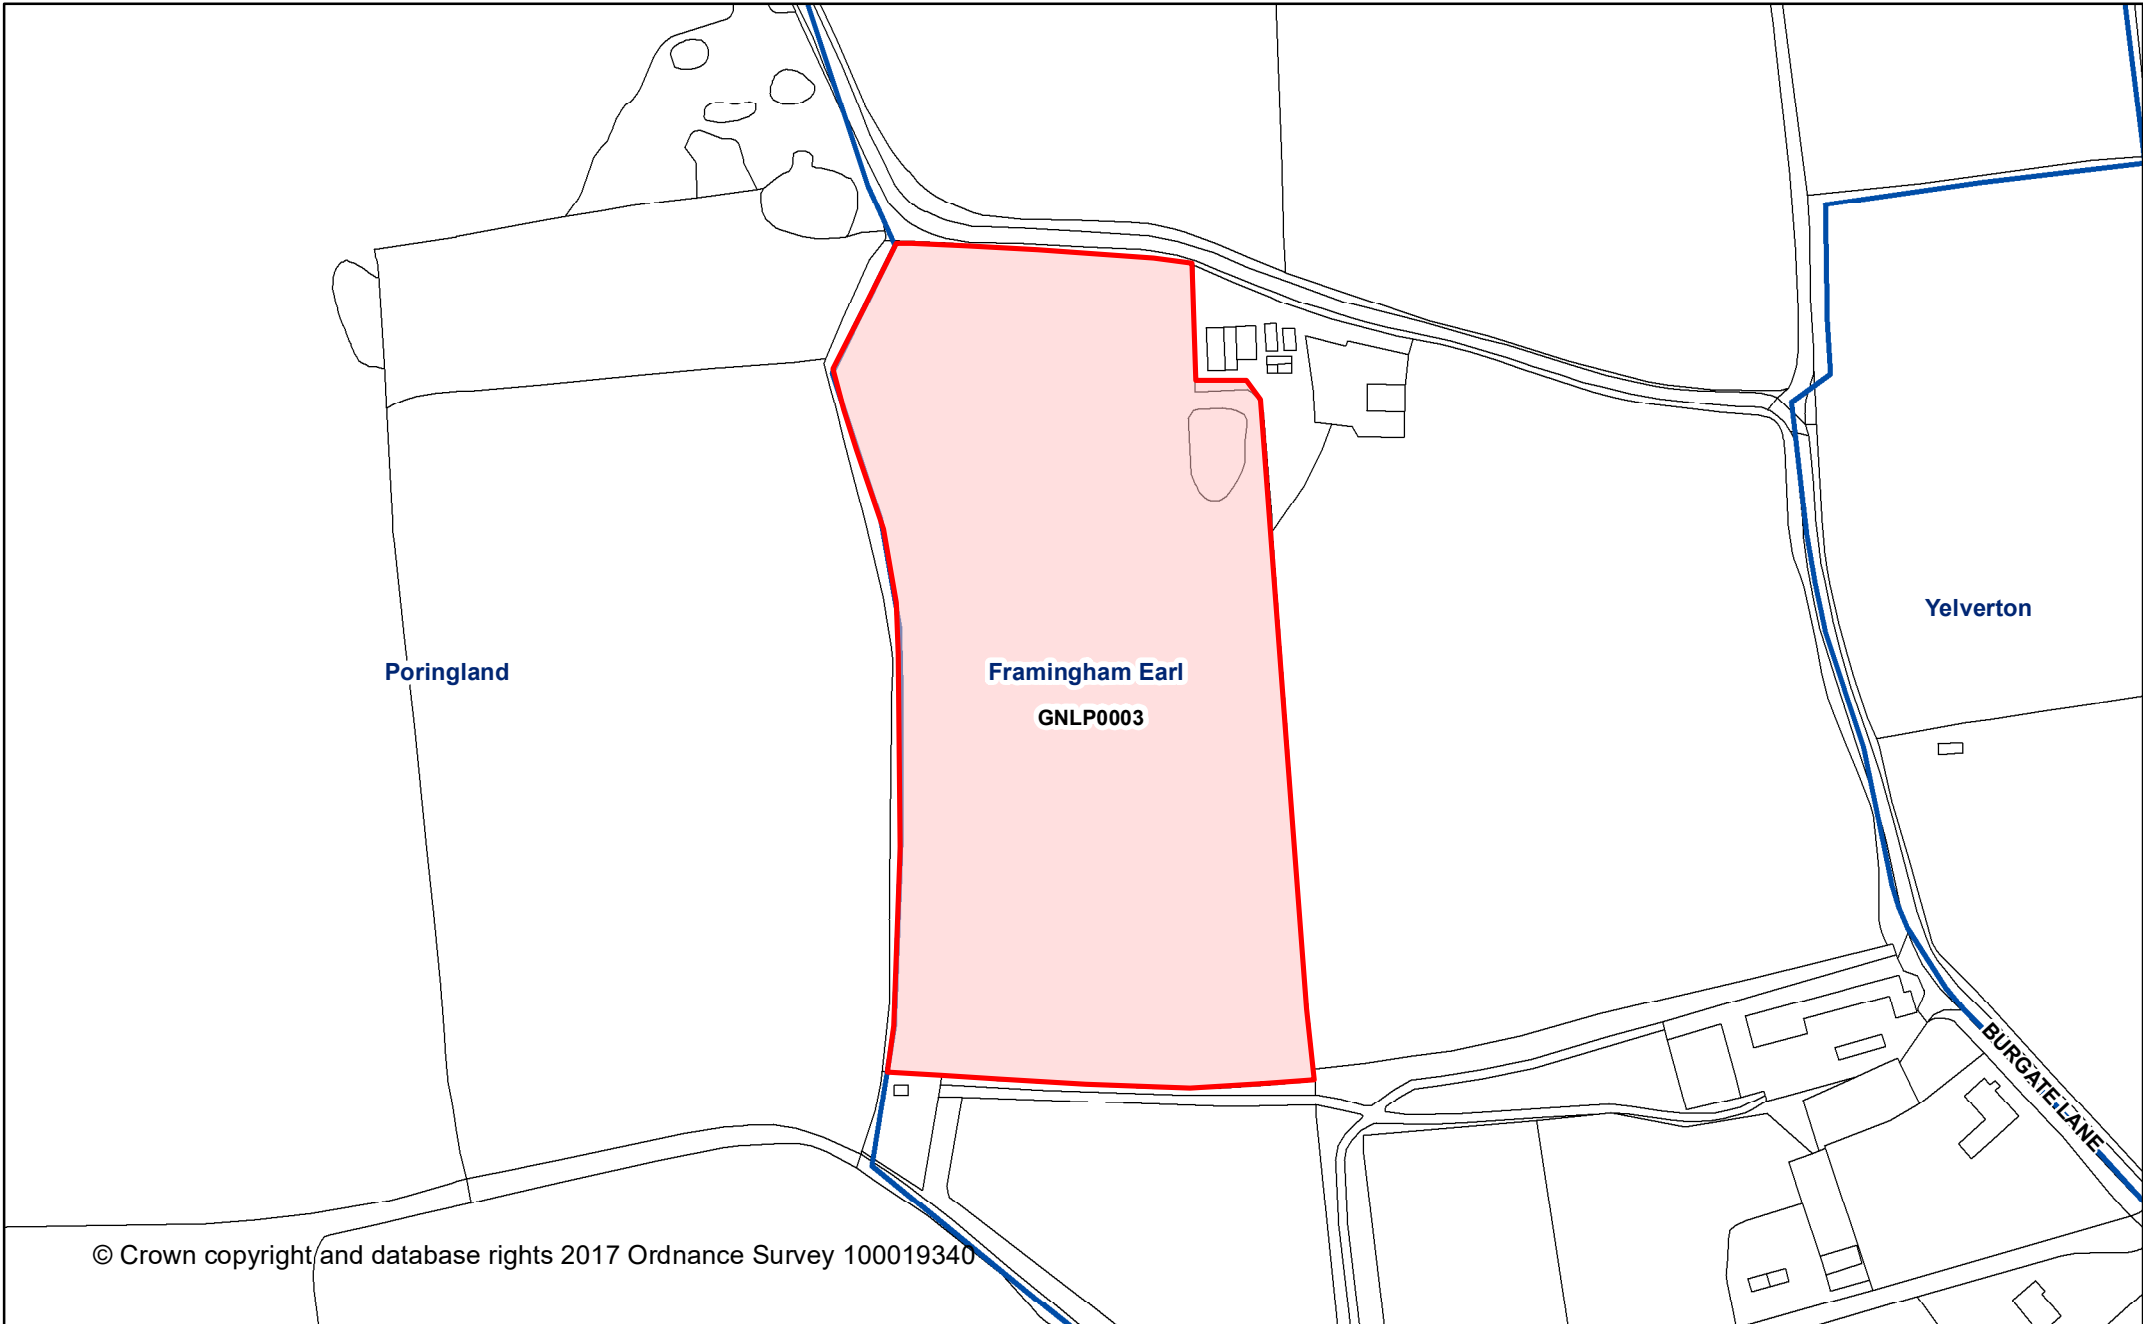 Yelverton
Poringland
Framingham Earl
GNLP0003
BURGATE LANE
© Crown copyright and database rights 2017 Ordnance Survey 100019340